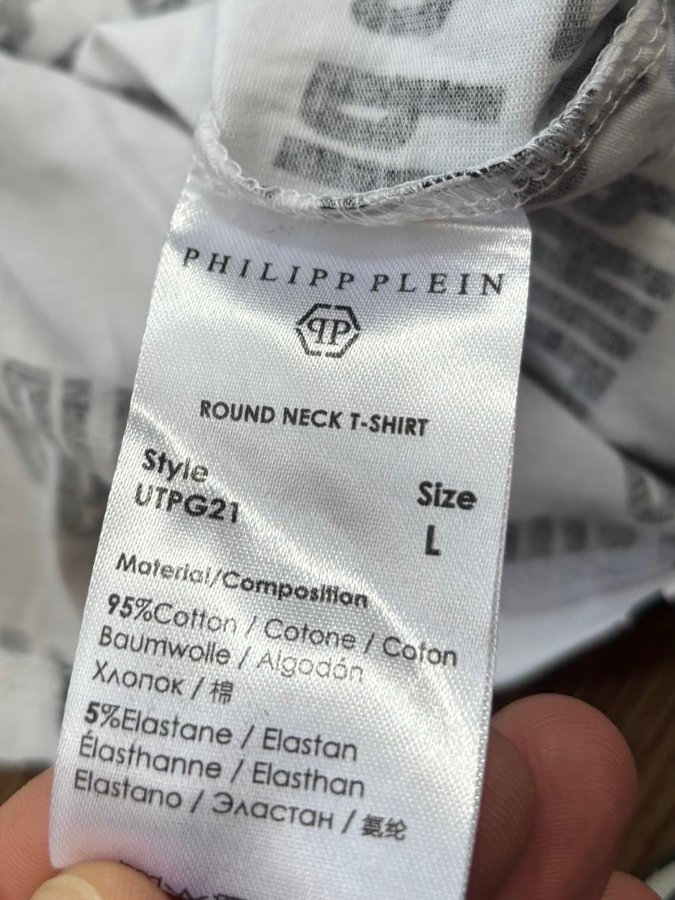 PHILIPP PLEIN
PP
ROUND NECK T-SHIRT
Style
UTPG21
Size
L
Material/Composition
95%Cotton / Cotone / Coton
Baumwolle / Algodón
Хлопок / 棉
5%Elastane / Elastan
Élasthanne / Elasthan
Elastano / Эластан / 氨纶